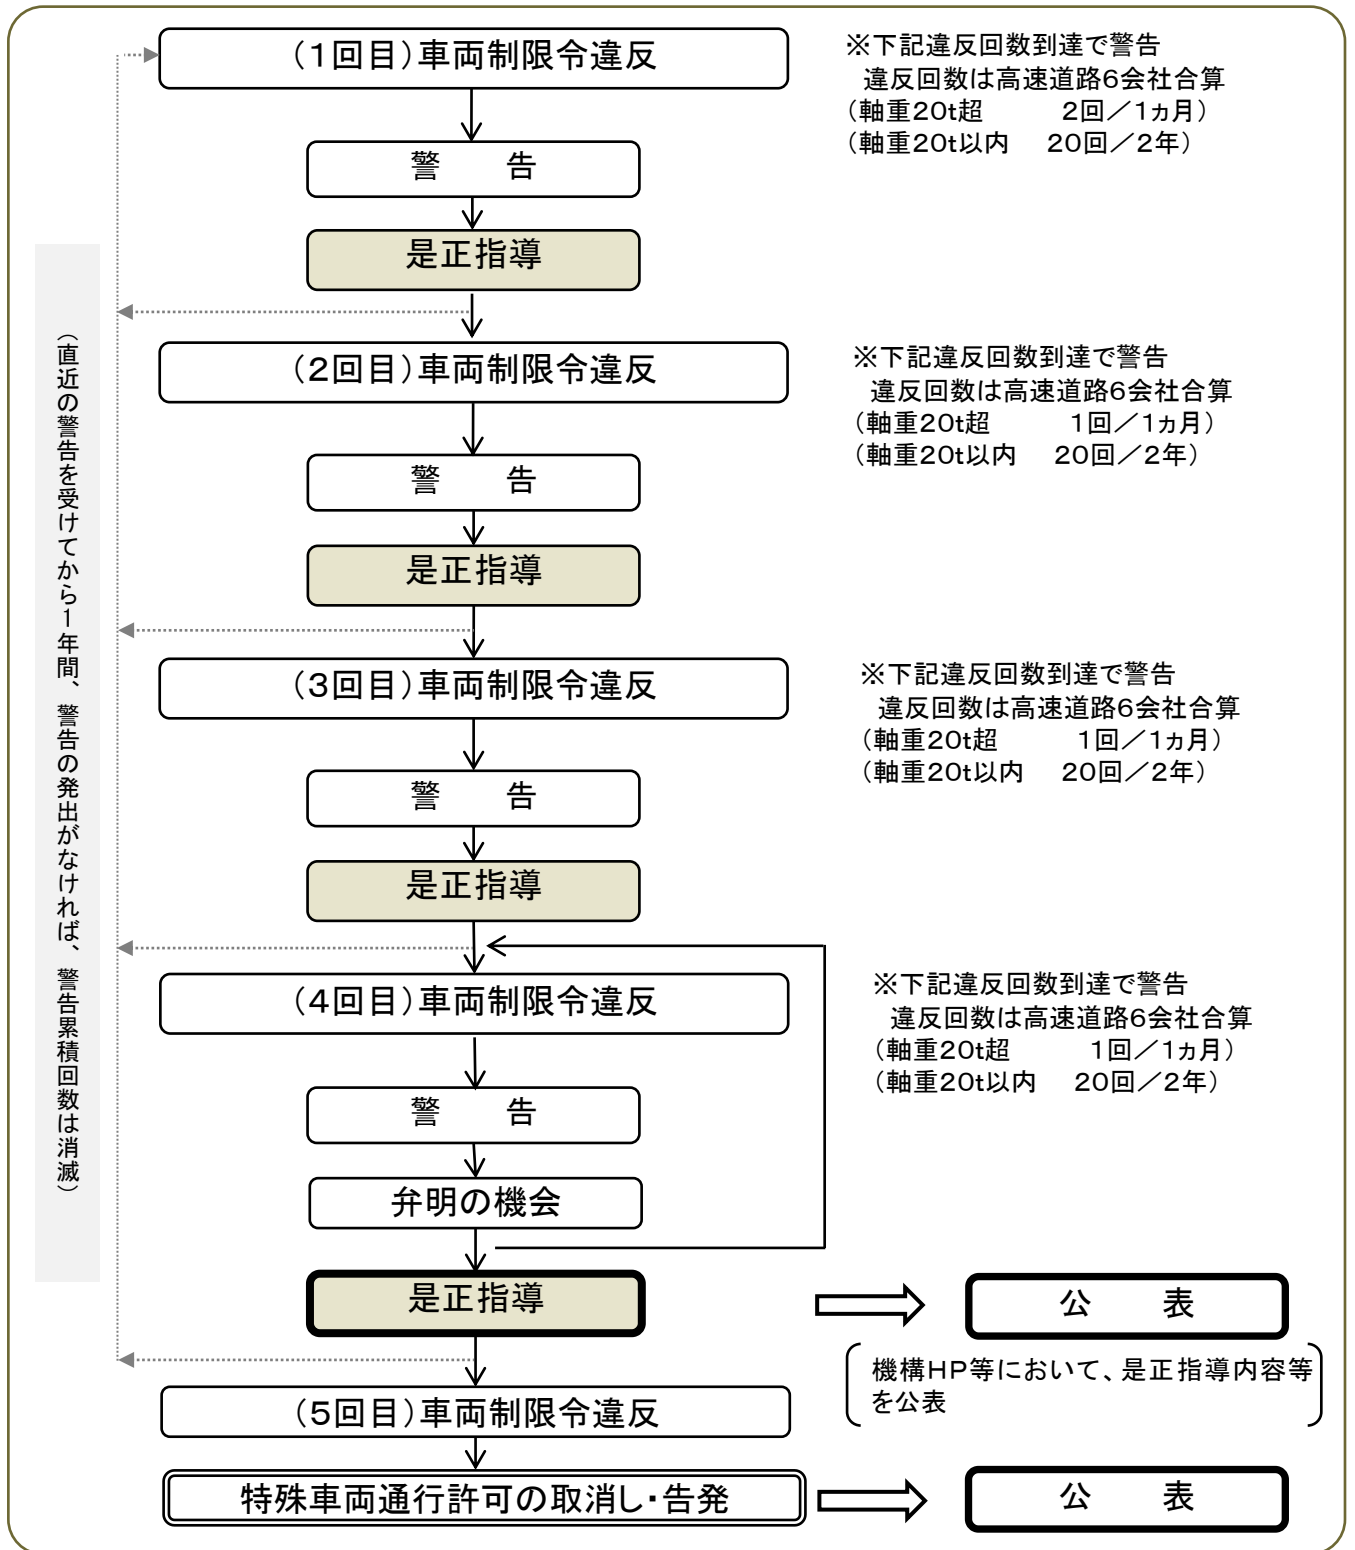 （1回目）車両制限令違反
※下記違反回数到達で警告
違反回数は高速道路6会社合算
（軸重20t超　　　2回／1ヵ月）
（軸重20t以内　20回／2年）
警　　告
是正指導
（2回目）車両制限令違反
※下記違反回数到達で警告
違反回数は高速道路6会社合算
（軸重20t超　　　1回／1ヵ月）
（軸重20t以内　20回／2年）
警　　告
是正指導
（3回目）車両制限令違反
※下記違反回数到達で警告
違反回数は高速道路6会社合算
（軸重20t超　　　1回／1ヵ月）
（軸重20t以内　20回／2年）
警　　告
是正指導
（4回目）車両制限令違反
※下記違反回数到達で警告
違反回数は高速道路6会社合算
（軸重20t超　　　1回／1ヵ月）
（軸重20t以内　20回／2年）
警　　告
弁明の機会
是正指導
公　　表
機構HP等において、是正指導内容等
を公表
（5回目）車両制限令違反
特殊車両通行許可の取消し・告発
公　　表
（直近の警告を受けてから1年間、警告の発出がなければ、警告累積回数は消滅）